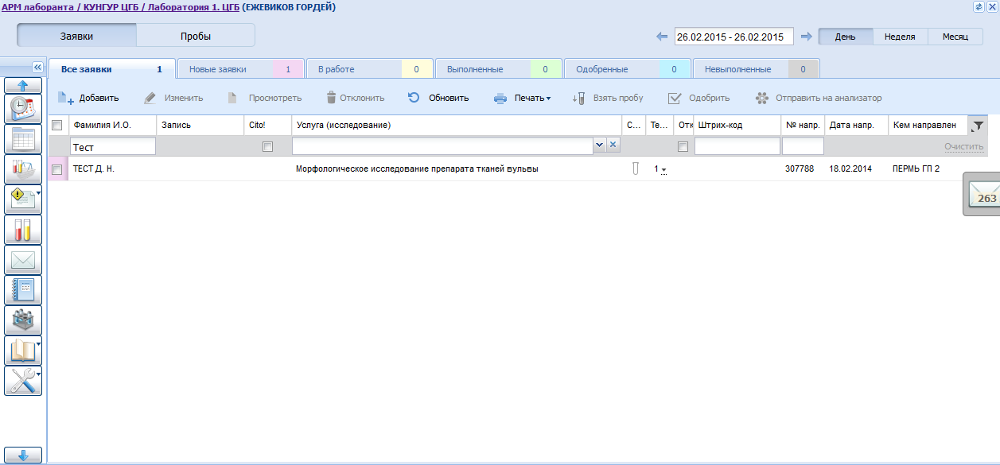 АРМ лаборанта / КУНГУР ЦГБ / Лаборатория 1. ЦГБ (ЕЖЕВИКОВ ГОРДЕЙ)
Заявки Пробы 26.02.2015 - 26.02.2015 День Неделя Месяц
Все заявки 1 Новые заявки 1 В работе 0 Выполненные 0 Одобренные 0 Невыполненные 0
Добавить Изменить Просмотреть Отклонить Обновить Печать Взять пробу Одобрить Отправить на анализатор
Фамилия И.О. Запись Cito! Услуга (исследование) С... Те... Отк Штрих-код № напр. Дата напр. Кем направлен
Тест Очистить
ТЕСТ Д. Н. Морфологическое исследование препарата тканей вульвы 1 307788 18.02.2014 ПЕРМЬ ГП 2
263